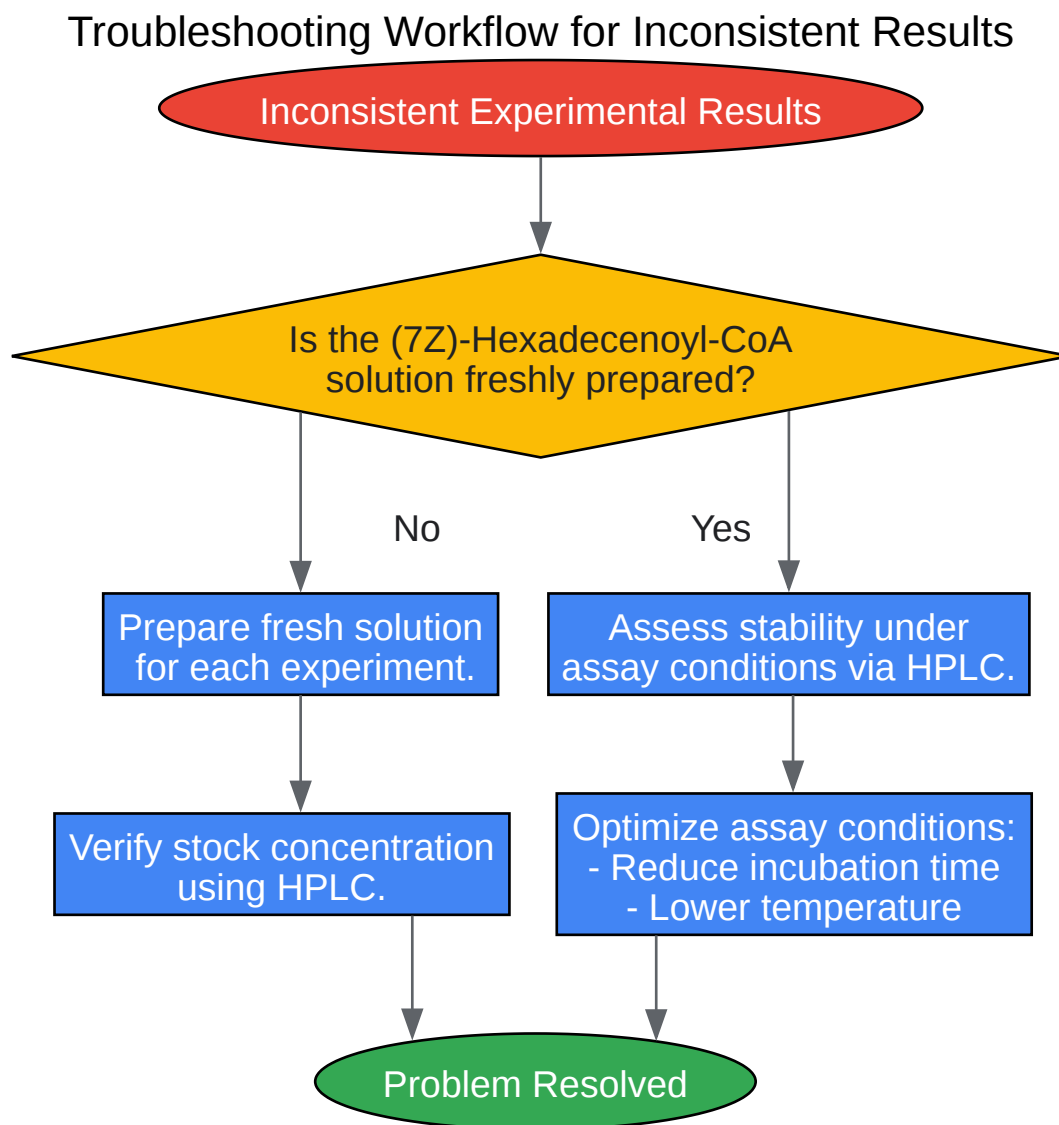 Troubleshooting Workflow for Inconsistent Results
Inconsistent Experimental Results
Is the (7Z)-Hexadecenoyl-CoA
solution freshly prepared?
No
Yes
Prepare fresh solution
for each experiment.
Assess stability under
assay conditions via HPLC.
Verify stock concentration
using HPLC.
Optimize assay conditions:
- Reduce incubation time
- Lower temperature
Problem Resolved